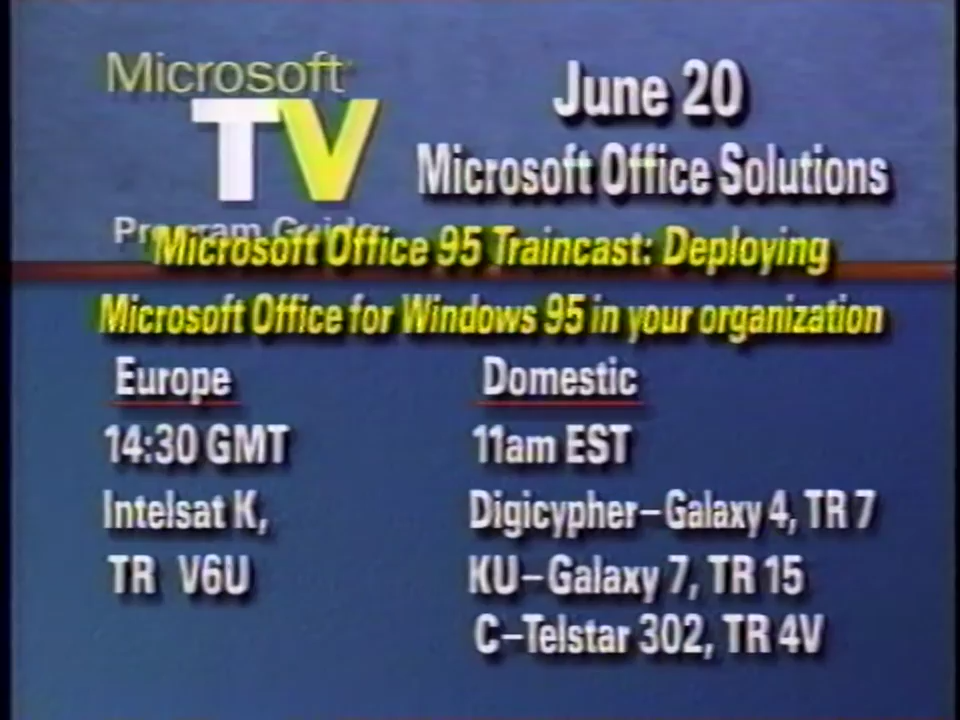 Microsoft
TV
Program Guide
June 20
Microsoft Office Solutions
Microsoft Office 95 Traincast: Deploying
Microsoft Office for Windows 95 in your organization
Europe
14:30 GMT
Intelsat K,
TR V6U
Domestic
11am EST
Digicypher–Galaxy 4, TR 7
KU–Galaxy 7, TR 15
C–Telstar 302, TR 4V